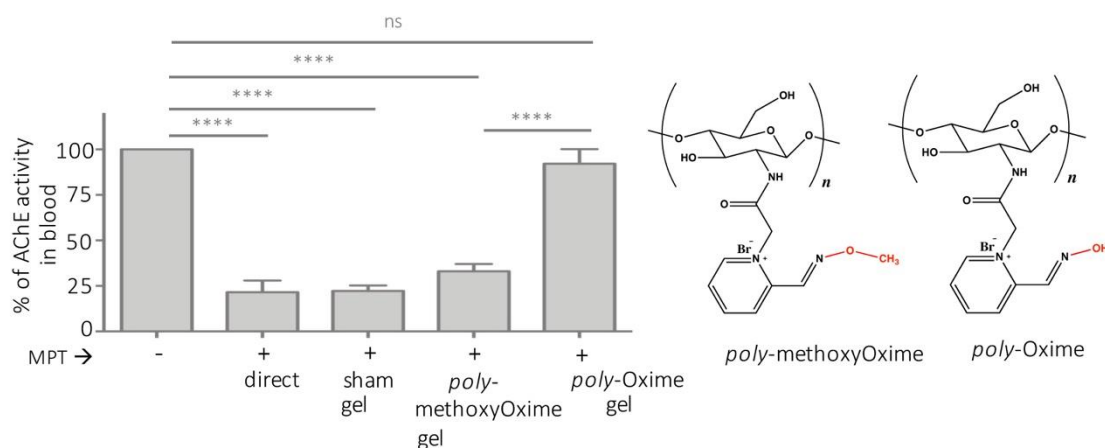 ns
****
****
****
****
% of AChE activity
in blood
100
75
50
25
0
MPT → - + + + +
direct
sham
gel
poly-
methoxyOxime
gel
poly-Oxime
gel
OH
O
O
O
HO
NH
n
O
Br-
N+
N
O
CH3
poly-methoxyOxime
OH
O
O
O
HO
NH
n
O
Br-
N+
N
OH
poly-Oxime